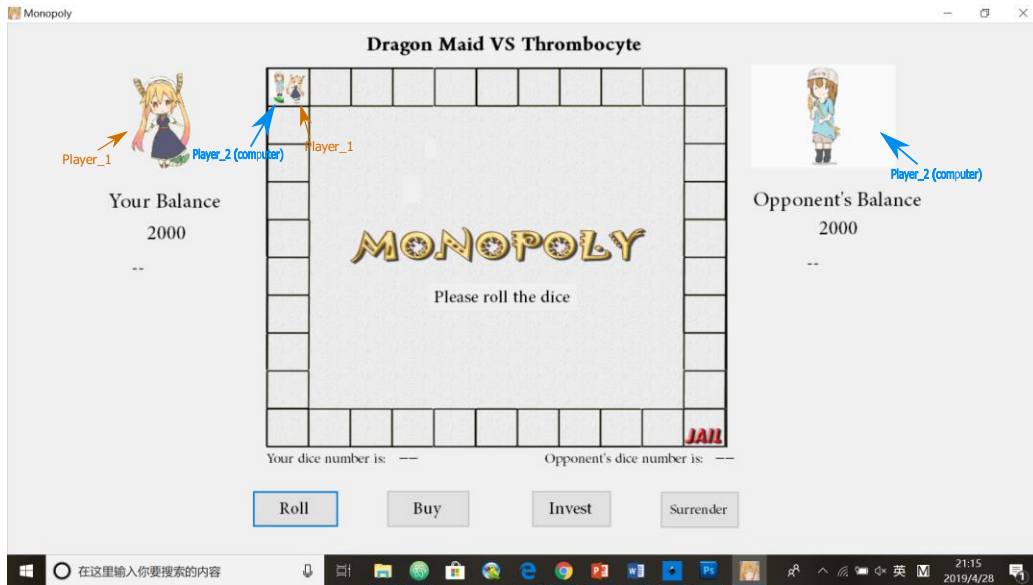 Monopoly
Dragon Maid VS Thrombocyte
Player_1
Player_2 (computer)
Player_1
Player_2 (computer)
Your Balance
2000
--
Opponent's Balance
2000
--
MONOPOLY
Please roll the dice
JAIL
Your dice number is: --
Opponent's dice number is: --
Roll
Buy
Invest
Surrender
在这里输入你要搜索的内容
英
M
21:15
2019/4/28